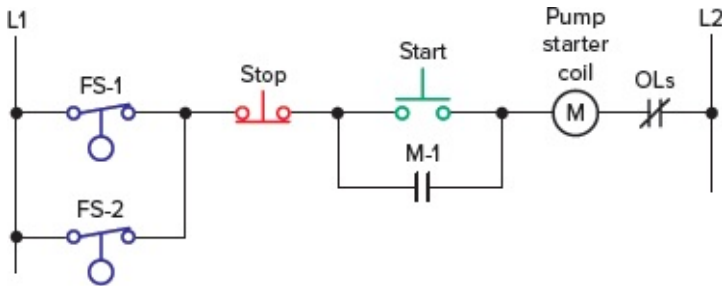 L1
L2
Pump
starter
coil
Start
Stop
FS-1
OLs
M
M-1
FS-2